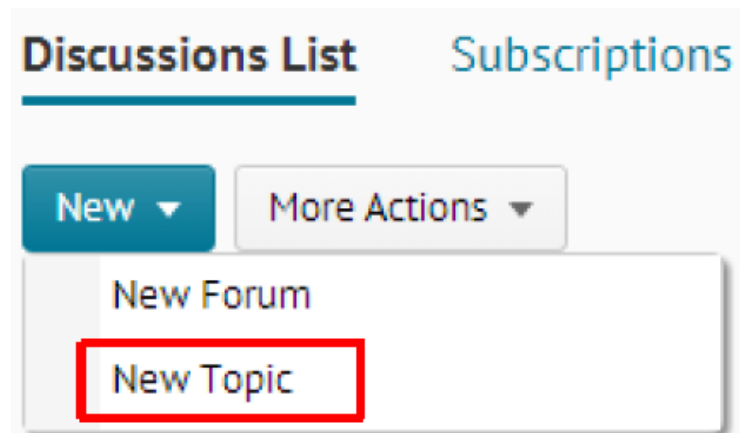 Discussions List Subscriptions
New More Actions
New Forum
New Topic